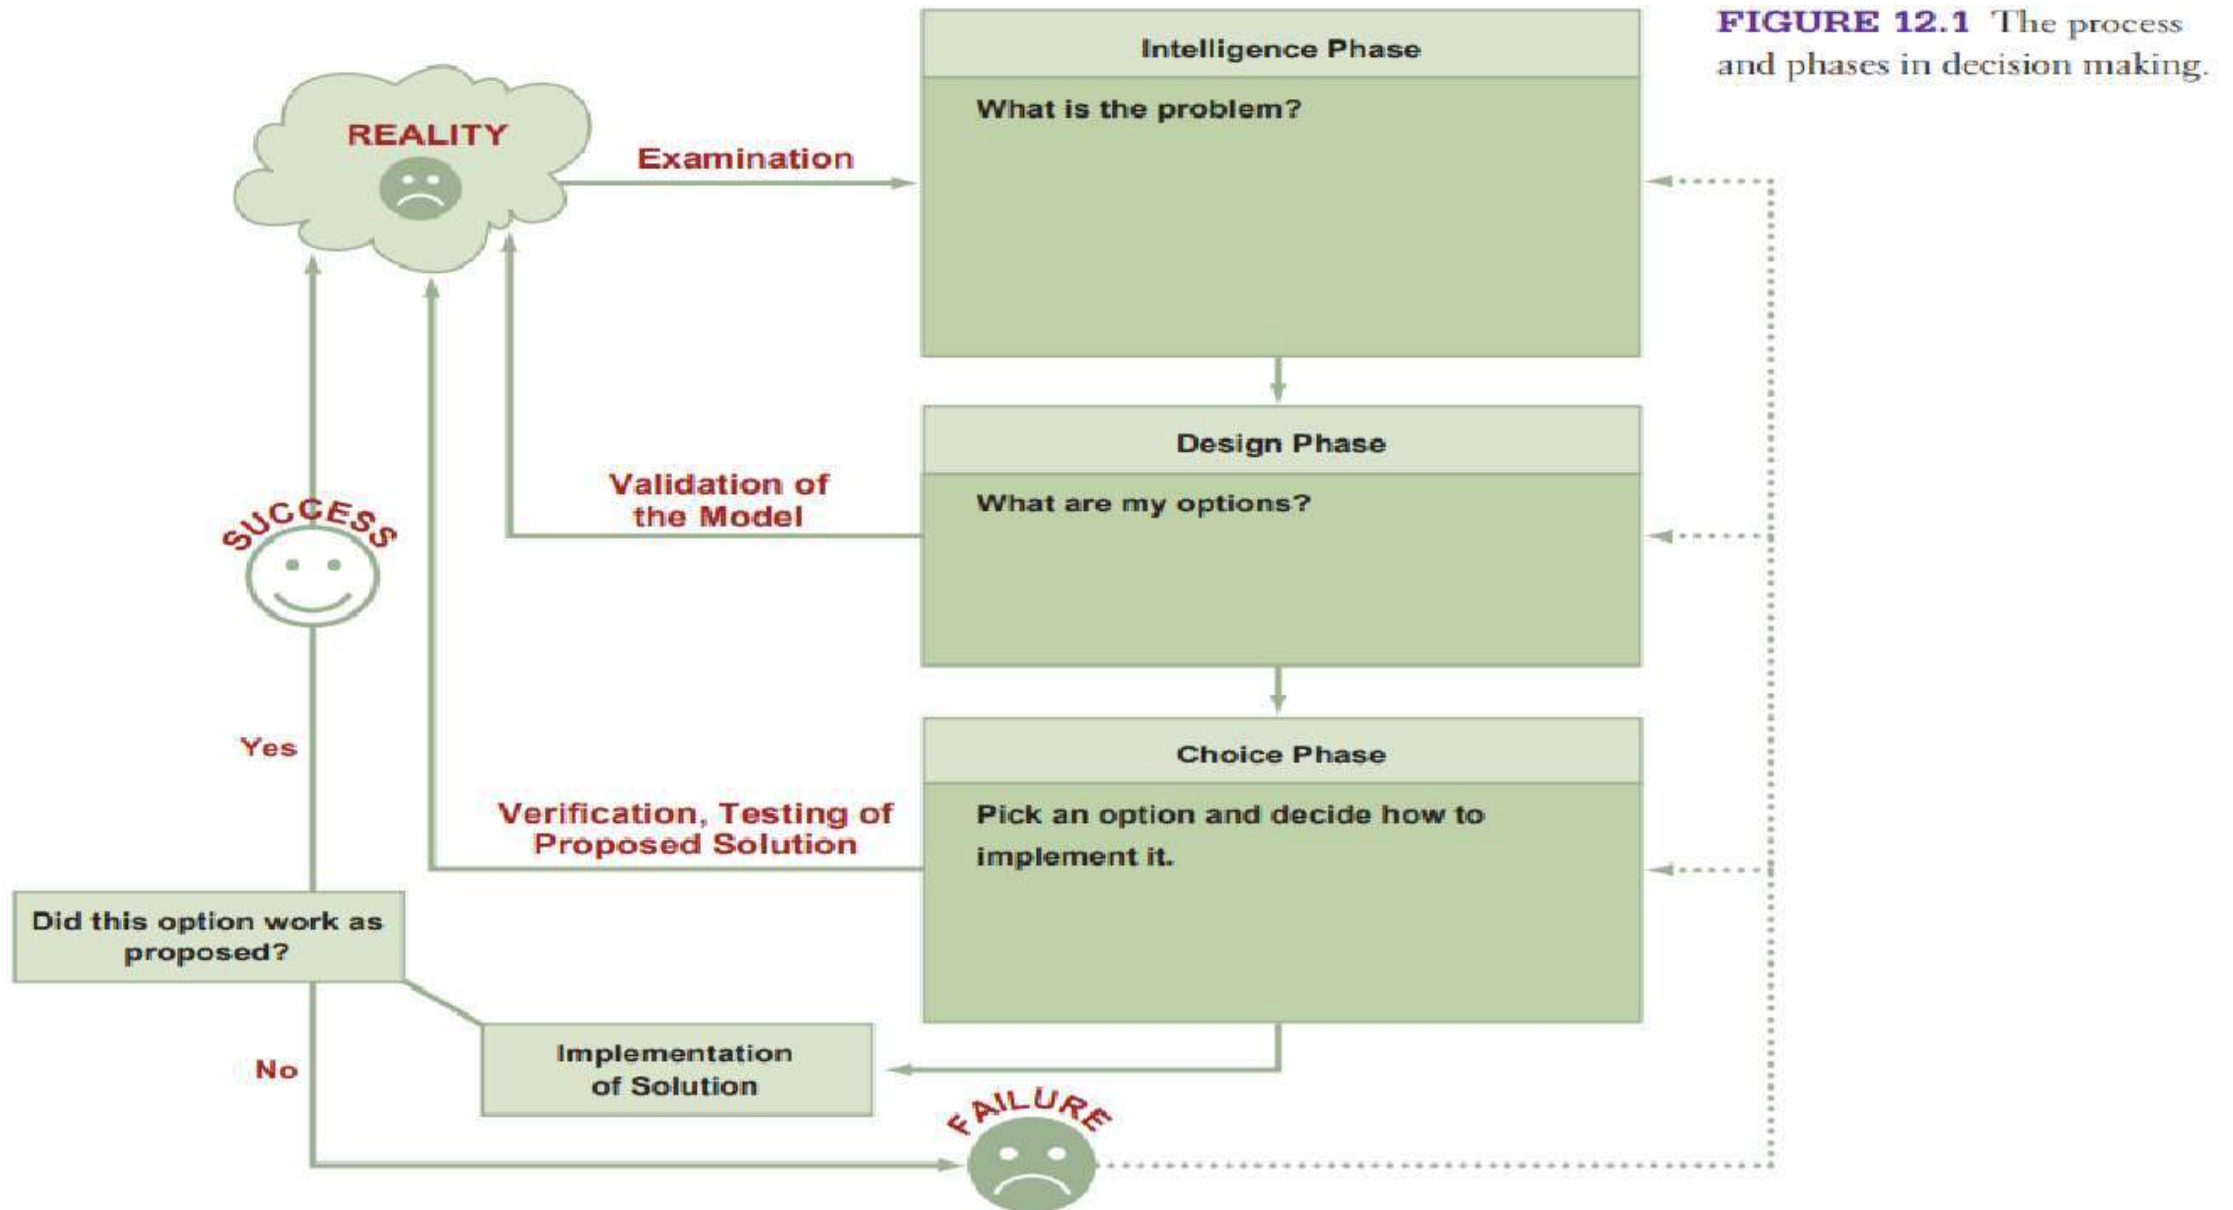 FIGURE 12.1 The process
and phases in decision making.
Intelligence Phase
What is the problem?
REALITY
Examination
Design Phase
What are my options?
Validation of
the Model
SUCCESS
Choice Phase
Pick an option and decide how to
implement it.
Yes
Verification, Testing of
Proposed Solution
Did this option work as
proposed?
No
Implementation
of Solution
FAILURE